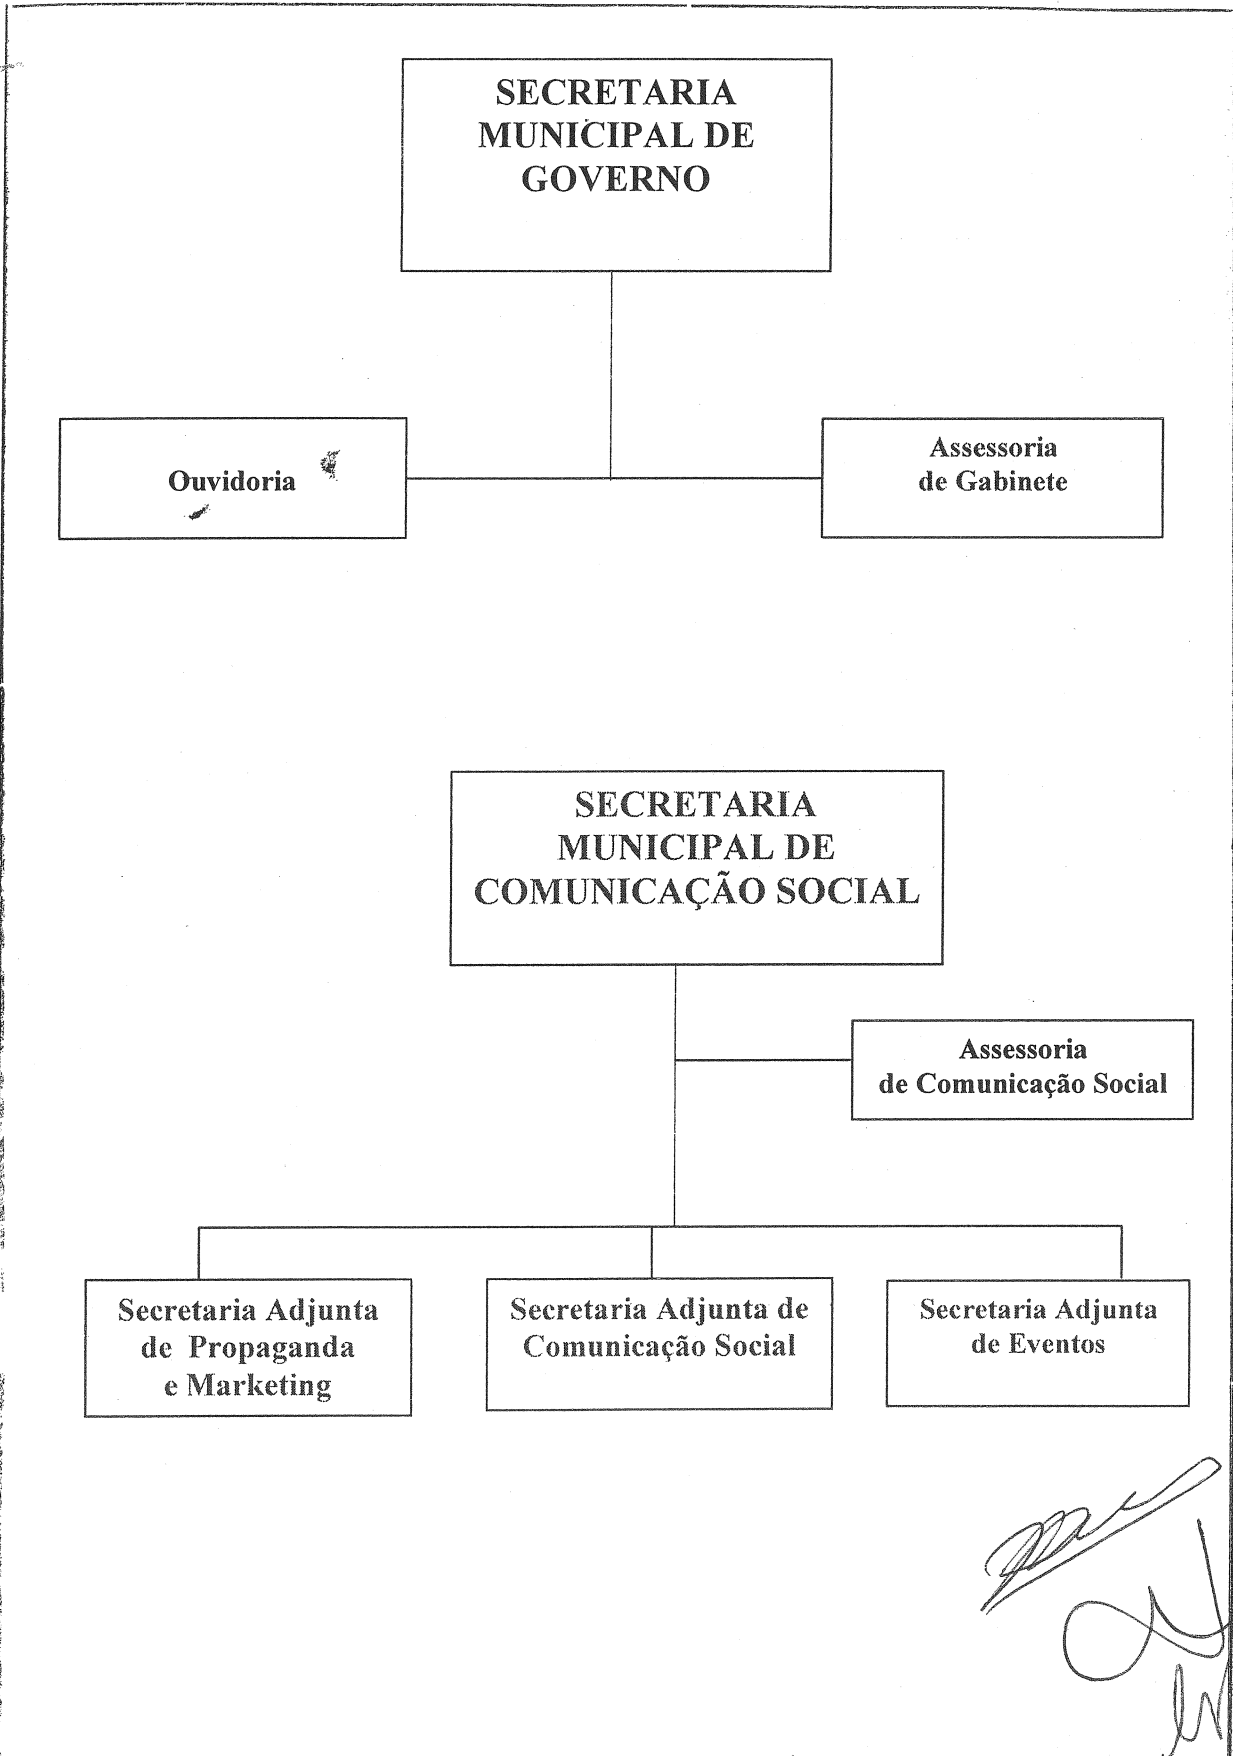 SECRETARIA
MUNICIPAL DE
GOVERNO
Ouvidoria
Assessoria
de Gabinete
SECRETARIA
MUNICIPAL DE
COMUNICAÇÃO SOCIAL
Assessoria
de Comunicação Social
Secretaria Adjunta
de Propaganda
e Marketing
Secretaria Adjunta de
Comunicação Social
Secretaria Adjunta
de Eventos